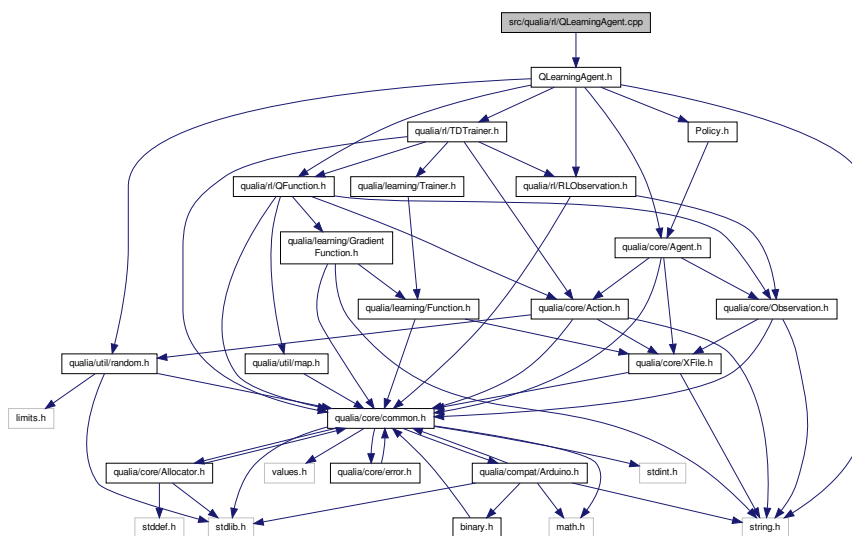 src/qualia/rl/QLearningAgent.cpp
QLearningAgent.h
qualia/rl/TDTrainer.h
Policy.h
qualia/rl/QFunction.h
qualia/learning/Trainer.h
qualia/rl/RLObservation.h
qualia/learning/Gradient
Function.h
qualia/core/Agent.h
qualia/learning/Function.h
qualia/core/Action.h
qualia/core/Observation.h
qualia/util/random.h
qualia/util/map.h
qualia/core/XFile.h
limits.h
qualia/core/common.h
qualia/core/Allocator.h
values.h
qualia/core/error.h
qualia/compat/Arduino.h
stdint.h
stddef.h
stdlib.h
binary.h
math.h
string.h